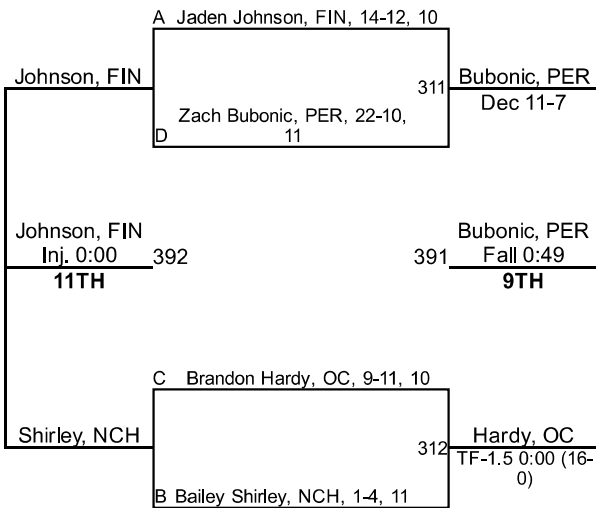 A Jaden Johnson, FIN, 14-12, 10
Johnson, FIN
311
Bubonic, PER
Dec 11-7
Zach Bubonic, PER, 22-10,
D 11
Johnson, FIN
Inj. 0:00
392
11TH
Bubonic, PER
391
Fall 0:49
9TH
C Brandon Hardy, OC, 9-11, 10
Shirley, NCH
312
Hardy, OC
TF-1.5 0:00 (16-
0)
B Bailey Shirley, NCH, 1-4, 11